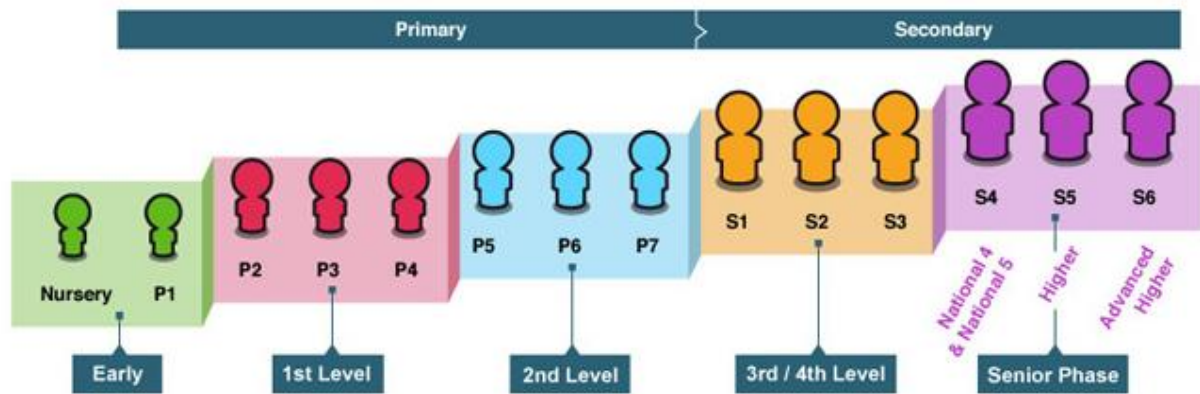 Primary
Secondary
Nursery
P1
P2
P3
P4
P5
P6
P7
S1
S2
S3
S4
S5
S6
National 4
& National 5
Higher
Advanced
Higher
Early
1st Level
2nd Level
3rd / 4th Level
Senior Phase